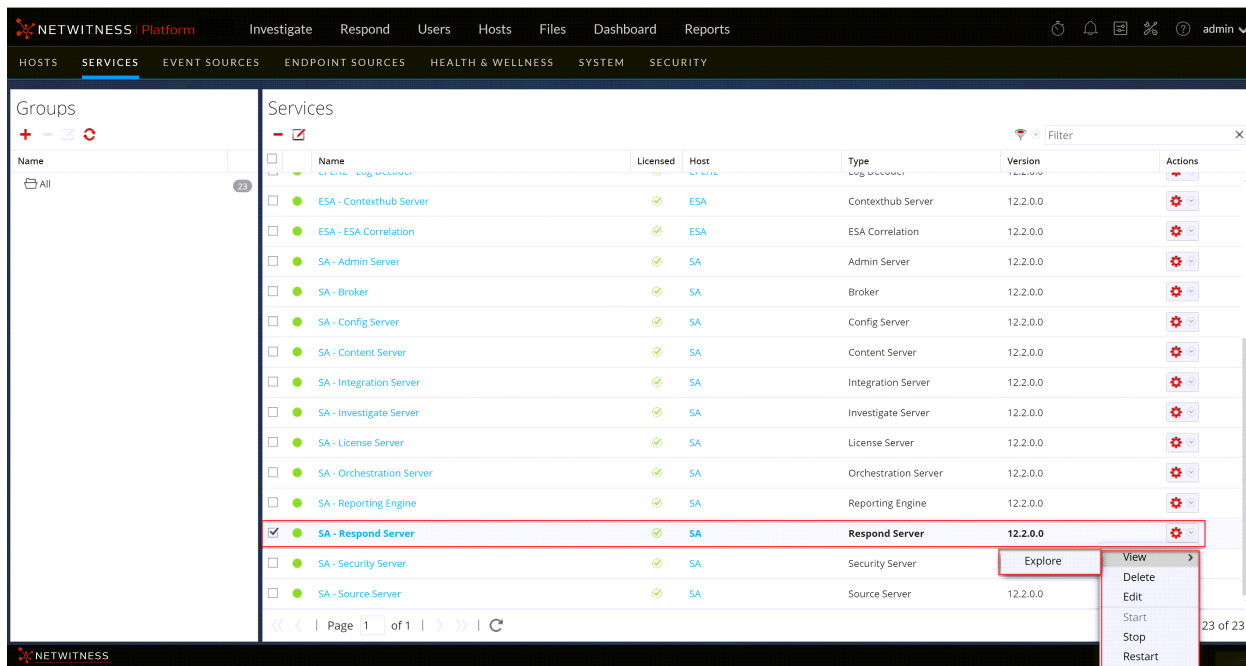 NETWITNESS | Platform Investigate Respond Users Hosts Files Dashboard Reports admin
HOSTS SERVICES EVENT SOURCES ENDPOINT SOURCES HEALTH & WELLNESS SYSTEM SECURITY
Groups
Name
All 23
Services
Filter
Name Licensed Host Type Version Actions
Log Decoder Log Decoder 12.2.0.0
ESA - Contexthub Server ESA Contexthub Server 12.2.0.0
ESA - ESA Correlation ESA ESA Correlation 12.2.0.0
SA - Admin Server SA Admin Server 12.2.0.0
SA - Broker SA Broker 12.2.0.0
SA - Config Server SA Config Server 12.2.0.0
SA - Content Server SA Content Server 12.2.0.0
SA - Integration Server SA Integration Server 12.2.0.0
SA - Investigate Server SA Investigate Server 12.2.0.0
SA - License Server SA License Server 12.2.0.0
SA - Orchestration Server SA Orchestration Server 12.2.0.0
SA - Reporting Engine SA Reporting Engine 12.2.0.0
SA - Respond Server SA Respond Server 12.2.0.0
SA - Security Server SA Security Server
SA - Source Server SA Source Server 12.2.0.0
Explore
View
Delete
Edit
Start
Stop
Restart
Page 1 of 1
23 of 23
NETWITNESS